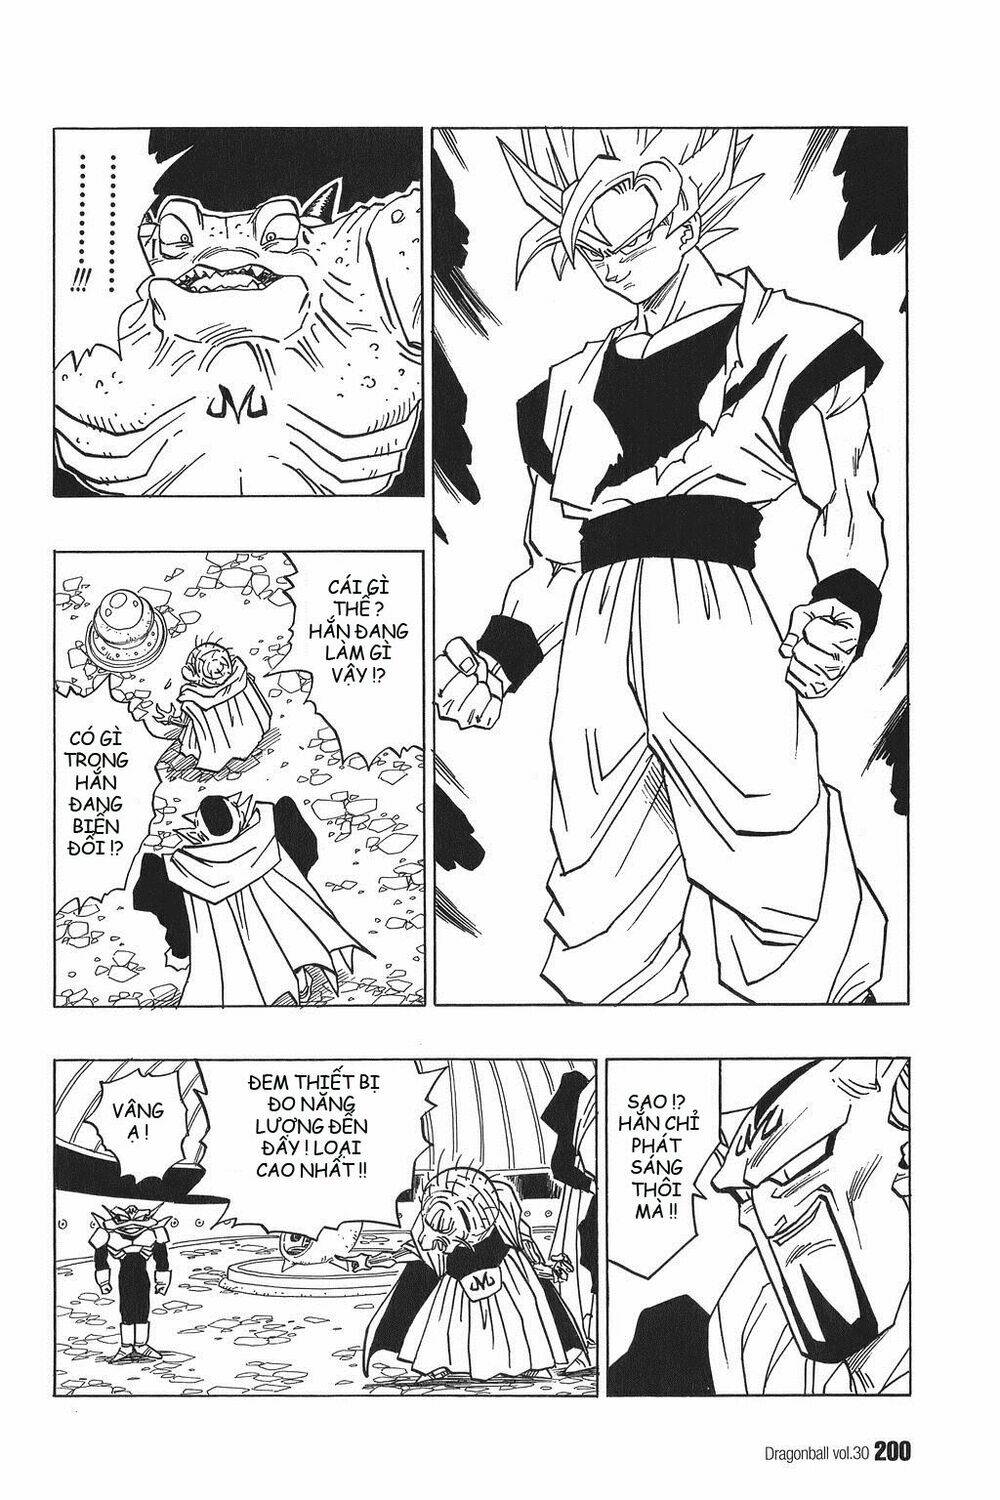 !!!
CÁI GÌ
THẾ ?
HẮN ĐANG
LÀM GÌ
VẬY !?
CÓ GÌ
TRONG
HẮN
ĐANG
BIẾN
ĐỔI !?
SAO !?
HẮN CHỈ
PHÁT
SÁNG
THÔI
MÀ !!
ĐEM THIẾT BỊ
ĐO NĂNG
LƯỢNG ĐẾN
ĐÂY ! LOẠI
CAO NHẤT !!
VÂNG
Ạ !
Dragonball vol.30 200